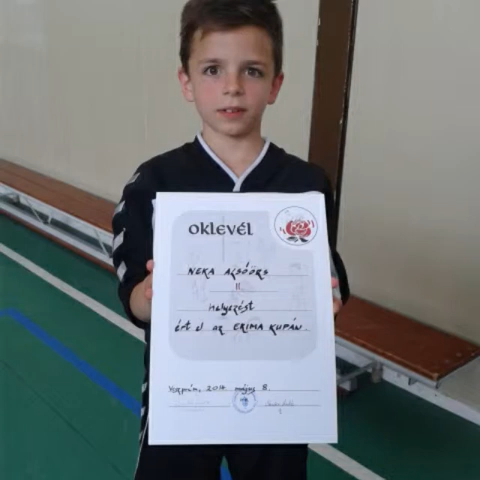 oklevél
NEKA ALSÓÖRS
II.
helyezést
ért el az ERIMA KUPÁN.
Veszprém, 2014 május 8.